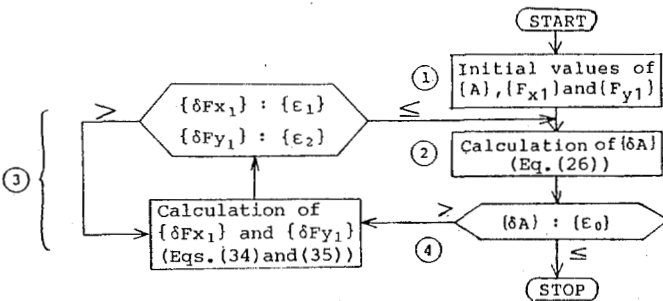 START
①
Initial values of
{A},{Fx1}and{Fy1}
>
{δFx₁} : {ε₁}
{δFy₁} : {ε₂}
≤
②
Calculation of{δA}
(Eq.(26))
③
Calculation of
{δFx₁} and {δFy₁}
(Eqs.(34)and(35))
>
④
{δA} : {ε₀}
≤
STOP